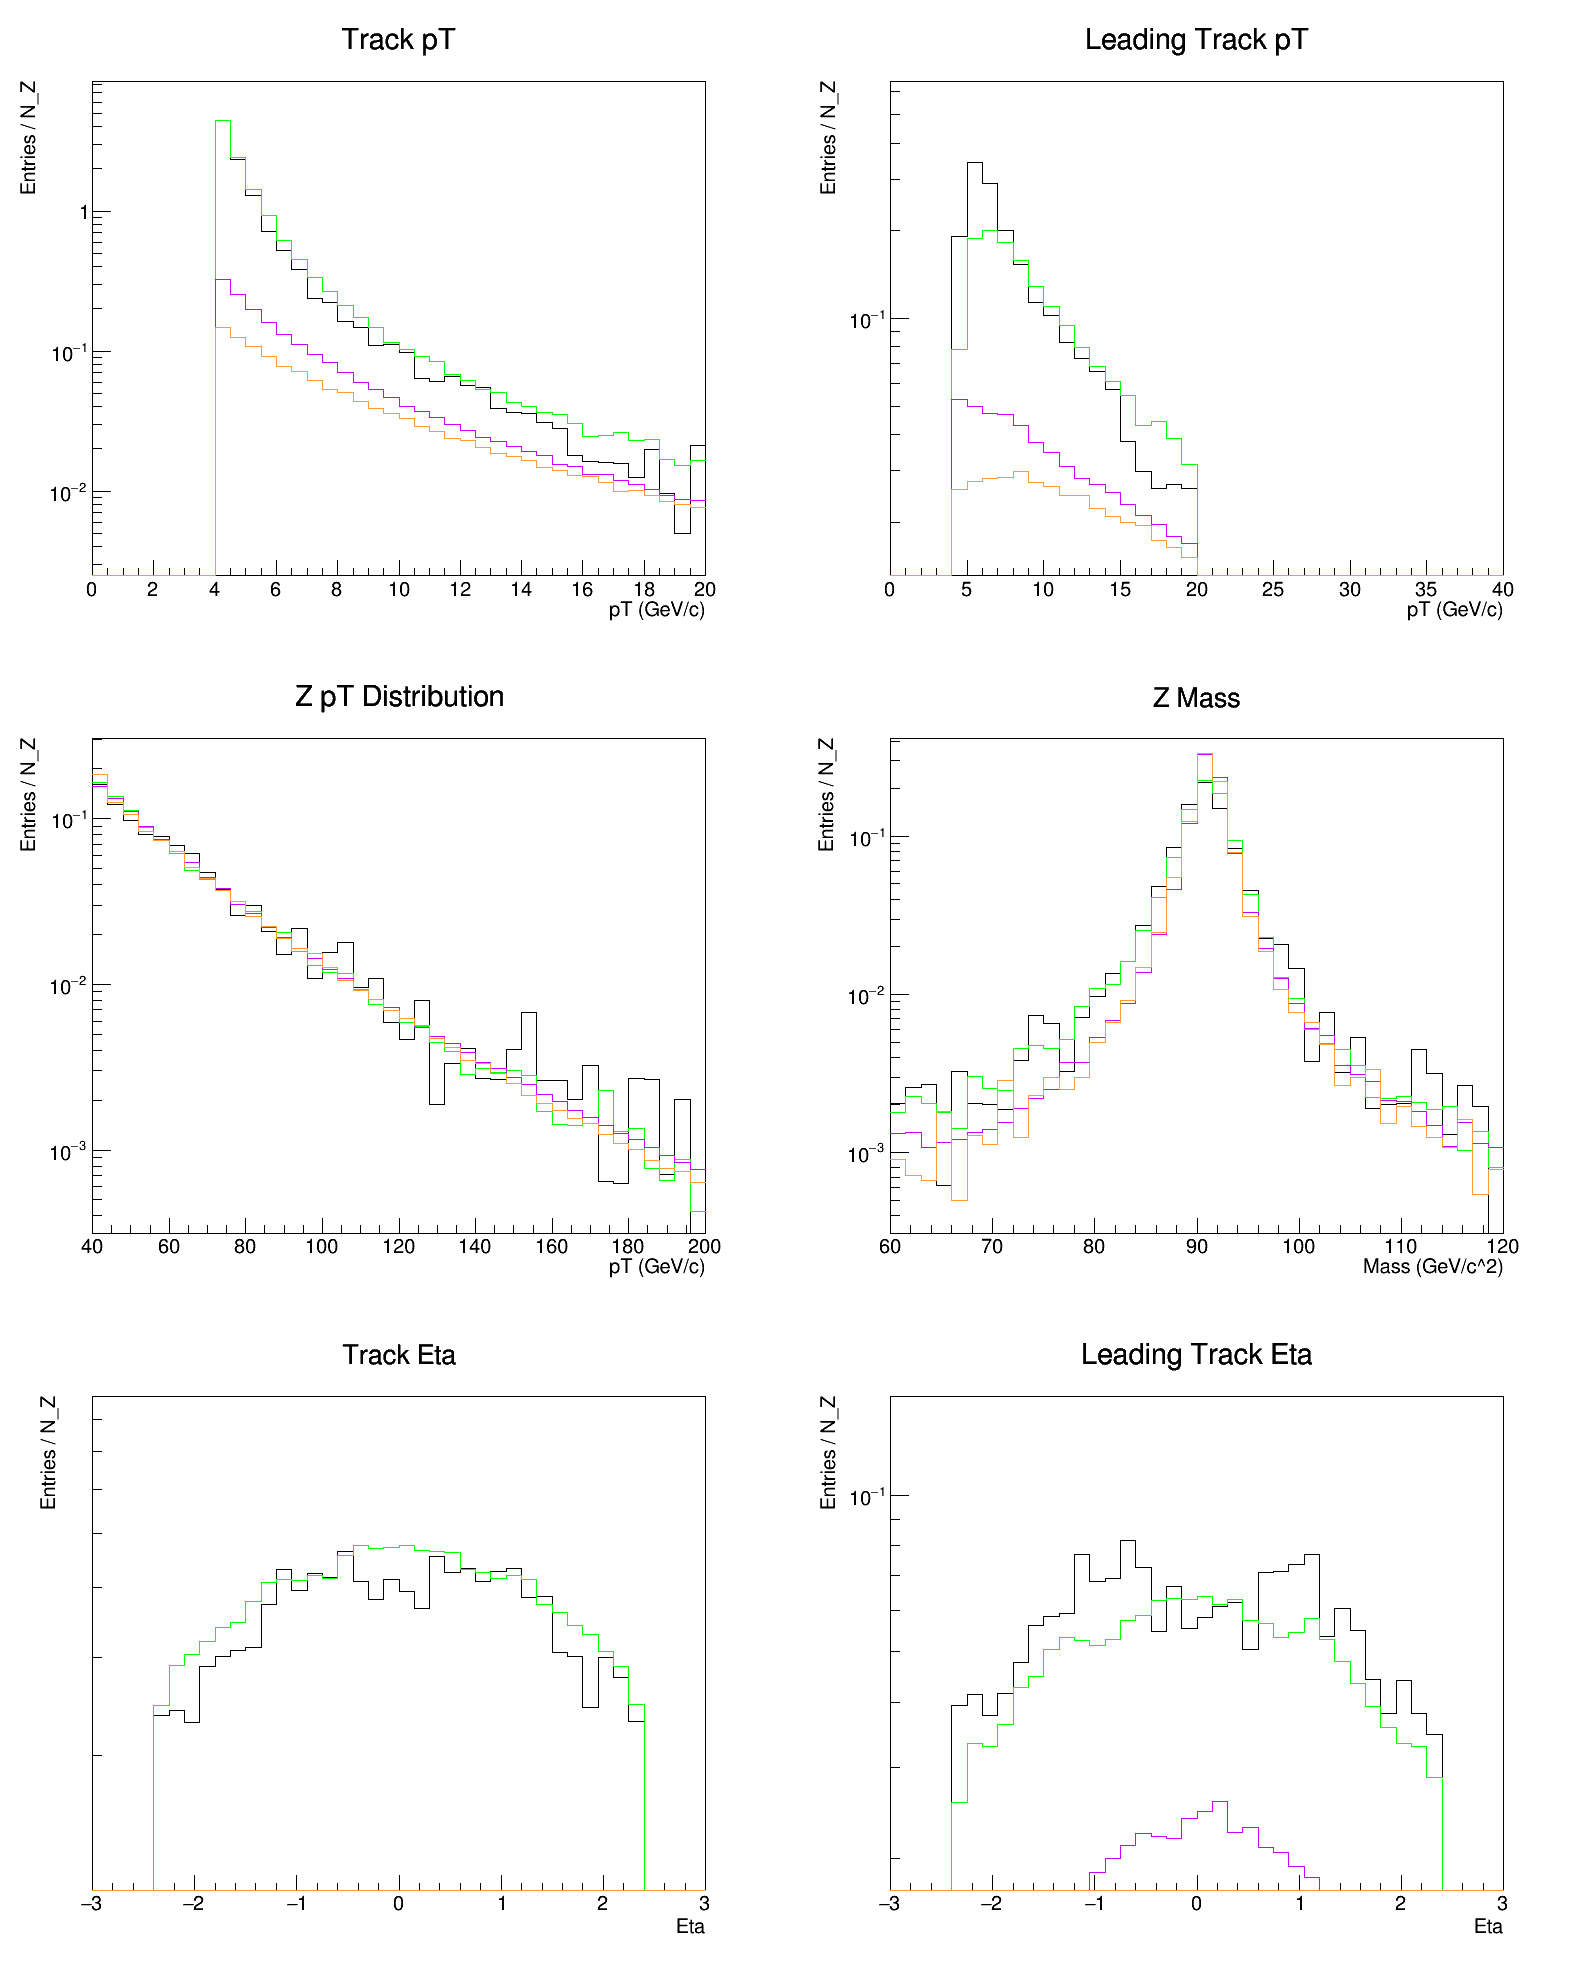 Track pT
Entries / N_Z
1
10⁻¹
10⁻²
0 2 4 6 8 10 12 14 16 18 20
pT (GeV/c)
Leading Track pT
Entries / N_Z
10⁻¹
0 5 10 15 20 25 30 35 40
pT (GeV/c)
Z pT Distribution
Entries / N_Z
10⁻¹
10⁻²
10⁻³
40 60 80 100 120 140 160 180 200
pT (GeV/c)
Z Mass
Entries / N_Z
10⁻¹
10⁻²
10⁻³
60 70 80 90 100 110 120
Mass (GeV/c^2)
Track Eta
Entries / N_Z
−3 −2 −1 0 1 2 3
Eta
Leading Track Eta
Entries / N_Z
10⁻¹
−3 −2 −1 0 1 2 3
Eta